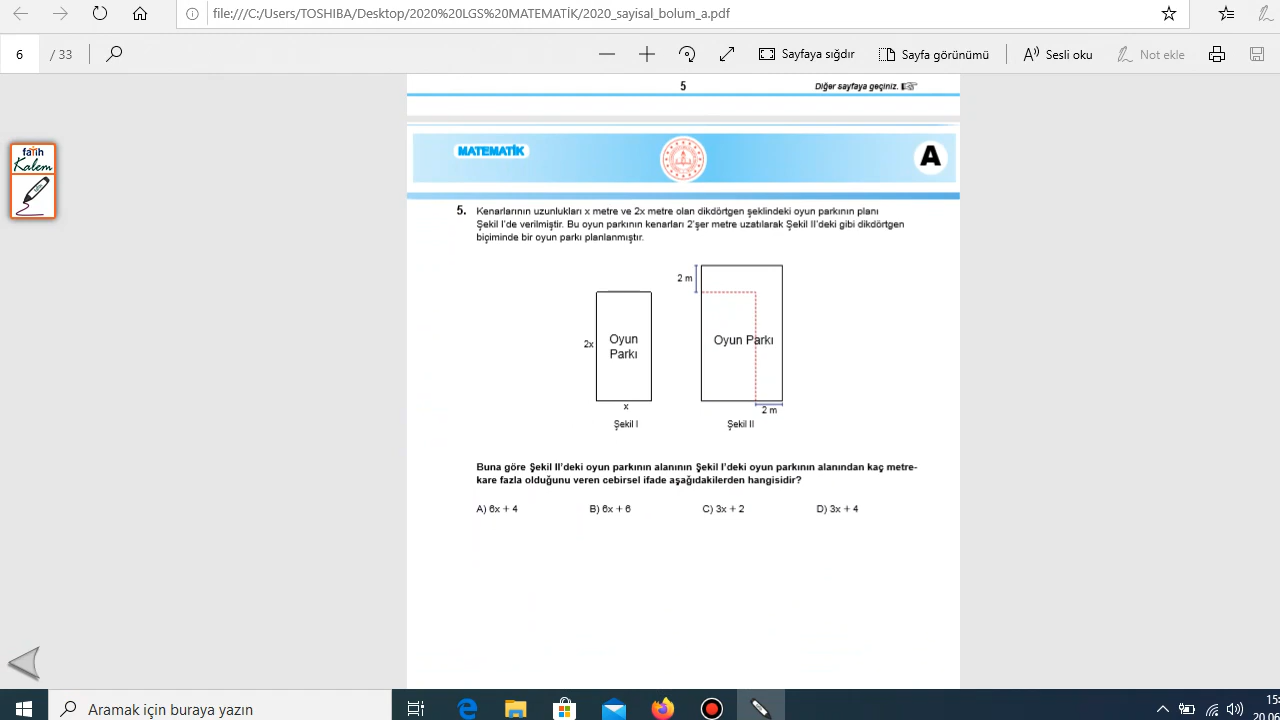 file:///C:/Users/TOSHIBA/Desktop/2020%20LGS%20MATEMATİK/2020_sayisal_bolum_a.pdf
6 /33 Sayfaya sığdır Sayfa görünümü Sesli oku Not ekle
5 Diğer sayfaya geçiniz.
fatih
Kalem
MATEMATİK A
5. Kenarlarının uzunlukları x metre ve 2x metre olan dikdörtgen şeklindeki oyun parkının planı
Şekil I'de verilmiştir. Bu oyun parkının kenarları 2'şer metre uzatılarak Şekil II'deki gibi dikdörtgen
biçiminde bir oyun parkı planlanmıştır.
2 m
2x
Oyun
Parkı
Oyun Parkı
x
2 m
Şekil I
Şekil II
Buna göre Şekil II'deki oyun parkının alanının Şekil I'deki oyun parkının alanından kaç metre-
kare fazla olduğunu veren cebirsel ifade aşağıdakilerden hangisidir?
A) 6x + 4 B) 6x + 6 C) 3x + 2 D) 3x + 4
Aramak için buraya yazın